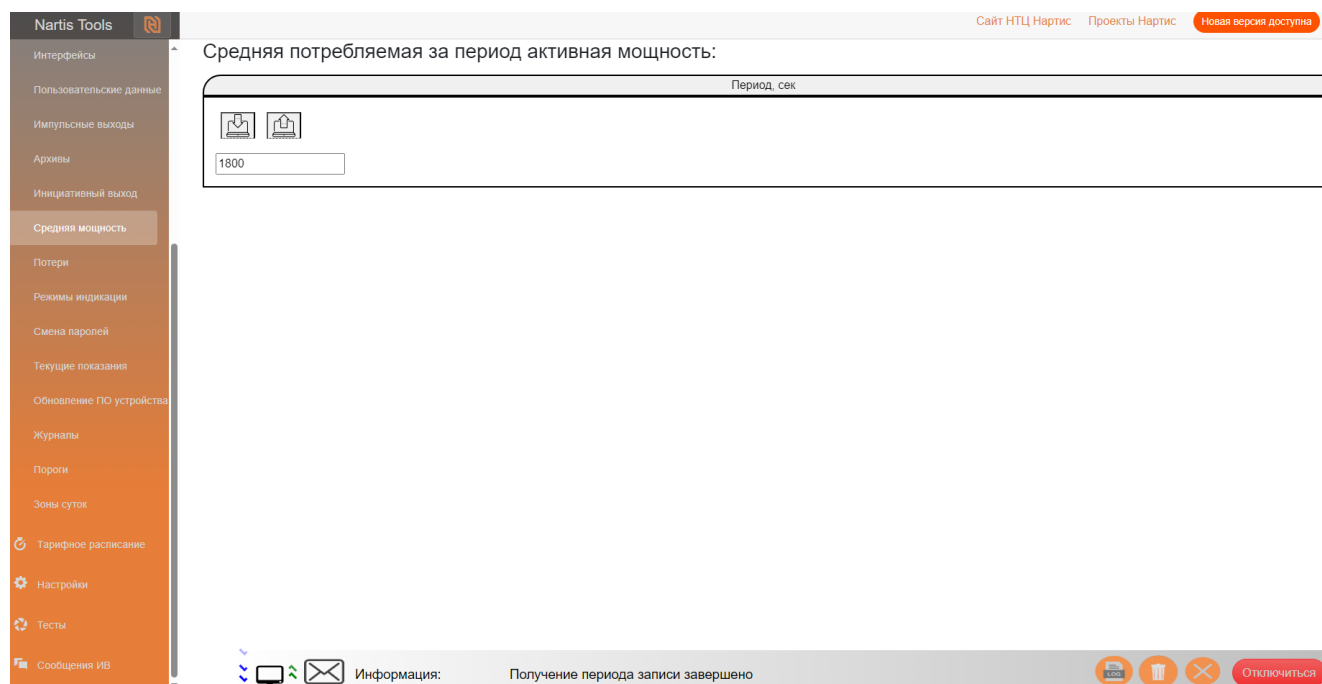 Nartis Tools
Сайт НТЦ Нартис Проекты Нартис Новая версия доступна
Интерфейсы
Пользовательские данные
Импульсные выходы
Архивы
Инициативный выход
Средняя мощность
Потери
Режимы индикации
Смена паролей
Текущие показания
Обновление ПО устройства
Журналы
Пороги
Зоны суток
Тарифное расписание
Настройки
Тесты
Сообщения ИВ
Средняя потребляемая за период активная мощность:
Период, сек
1800
Информация: Получение периода записи завершено
LOG
Отключиться